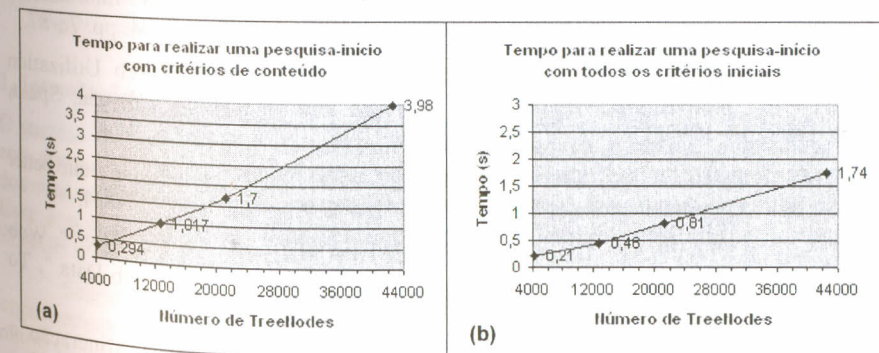 Tempo para realizar uma pesquisa-início
com critérios de conteúdo
4
3,5
3
2,5
2
1,5
1
0,5
0
Tempo (s)
0,294
1,017
1,7
3,98
4000 12000 20000 28000 36000 44000
Número de TreeNodes
(a)
Tempo para realizar uma pesquisa-início
com todos os critérios iniciais
3
2,5
2
1,5
1
0,5
0
Tempo (s)
0,21
0,46
0,81
1,74
4000 12000 20000 28000 36000 44000
Número de TreeNodes
(b)
Utilization